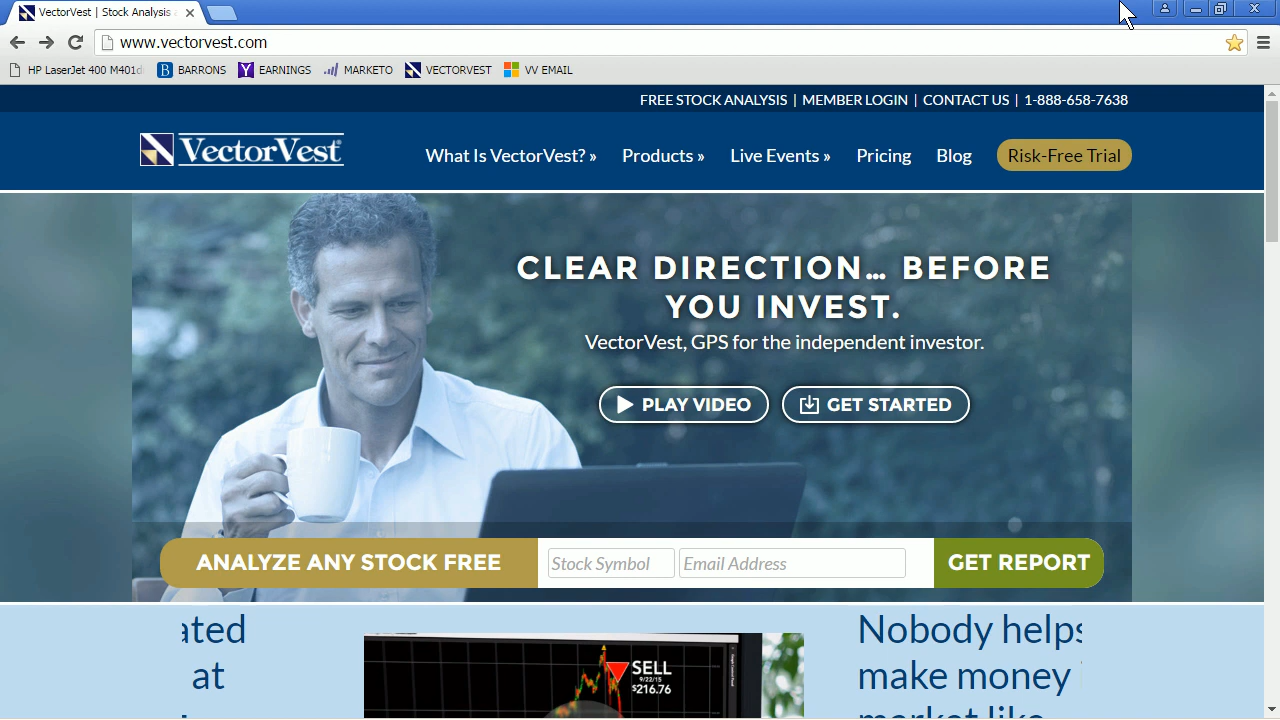 VectorVest | Stock Analysis
www.vectorvest.com
HP LaserJet 400 M401d
BARRONS
EARNINGS
MARKETO
VECTORVEST
VV EMAIL
FREE STOCK ANALYSIS | MEMBER LOGIN | CONTACT US | 1-888-658-7638
VectorVest®
What Is VectorVest? »
Products »
Live Events »
Pricing
Blog
Risk-Free Trial
CLEAR DIRECTION… BEFORE
YOU INVEST.
VectorVest, GPS for the independent investor.
PLAY VIDEO
GET STARTED
ANALYZE ANY STOCK FREE
Stock Symbol
Email Address
GET REPORT
ated
at
SELL
9/22/15
$216.76
Nobody helps
make money
market like